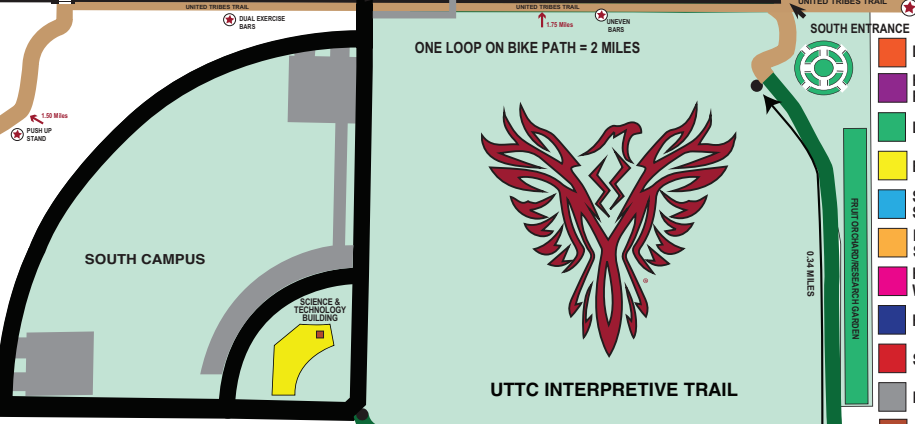 UNITED TRIBES TRAIL
UNITED TRIBES TRAIL
UNITED TRIBES TRAIL
DUAL EXERCISE
BARS
1.75 Miles
UNEVEN
BARS
SOUTH ENTRANCE
ONE LOOP ON BIKE PATH = 2 MILES
1.50 Miles
PUSH UP
STAND
SOUTH CAMPUS
SCIENCE &
TECHNOLOGY
BUILDING
0.34 MILES
FRUIT ORCHARD/RESEARCH GARDEN
®
UTTC INTERPRETIVE TRAIL